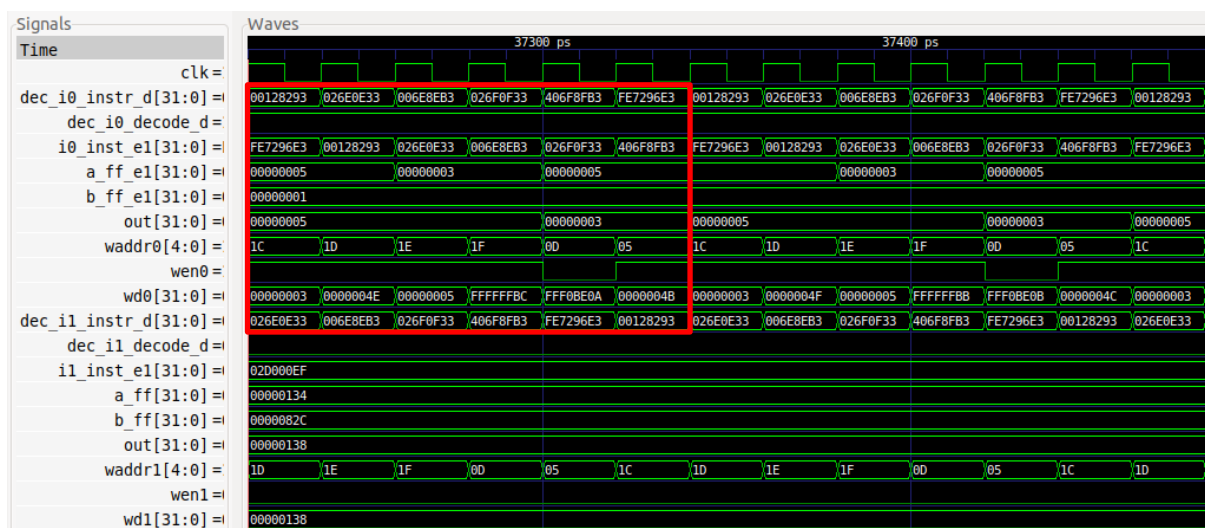 Signals Waves
Time 37300 ps 37400 ps
clk=
dec_i0_instr_d[31:0]= 00128293 026E0E33 006E8EB3 026F0F33 406F8FB3 FE7296E3 00128293 026E0E33 006E8EB3 026F0F33 406F8FB3 FE7296E3 00128293
dec_i0_decode_d=
i0_inst_e1[31:0]= FE7296E3 00128293 026E0E33 006E8EB3 026F0F33 406F8FB3 FE7296E3 00128293 026E0E33 006E8EB3 026F0F33 406F8FB3 FE7296E3
a_ff_e1[31:0]= 00000005 00000003 00000005 00000003 00000005
b_ff_e1[31:0]= 00000001
out[31:0]= 00000005 00000003 00000005 00000003 00000005
waddr0[4:0]= 1C 1D 1E 1F 0D 05 1C 1D 1E 1F 0D 05 1C
wen0=
wd0[31:0]= 00000003 0000004E 00000005 FFFFFFBC FFF0BE0A 0000004B 00000003 0000004F 00000005 FFFFFFBB FFF0BE0B 0000004C 00000003
dec_i1_instr_d[31:0]= 026E0E33 006E8EB3 026F0F33 406F8FB3 FE7296E3 00128293 026E0E33 006E8EB3 026F0F33 406F8FB3 FE7296E3 00128293 026E0E33
dec_i1_decode_d=
i1_inst_e1[31:0]= 02D000EF
a_ff[31:0]= 00000134
b_ff[31:0]= 0000082C
out[31:0]= 00000138
waddr1[4:0]= 1D 1E 1F 0D 05 1C 1D 1E 1F 0D 05 1C 1D
wen1=
wd1[31:0]= 00000138